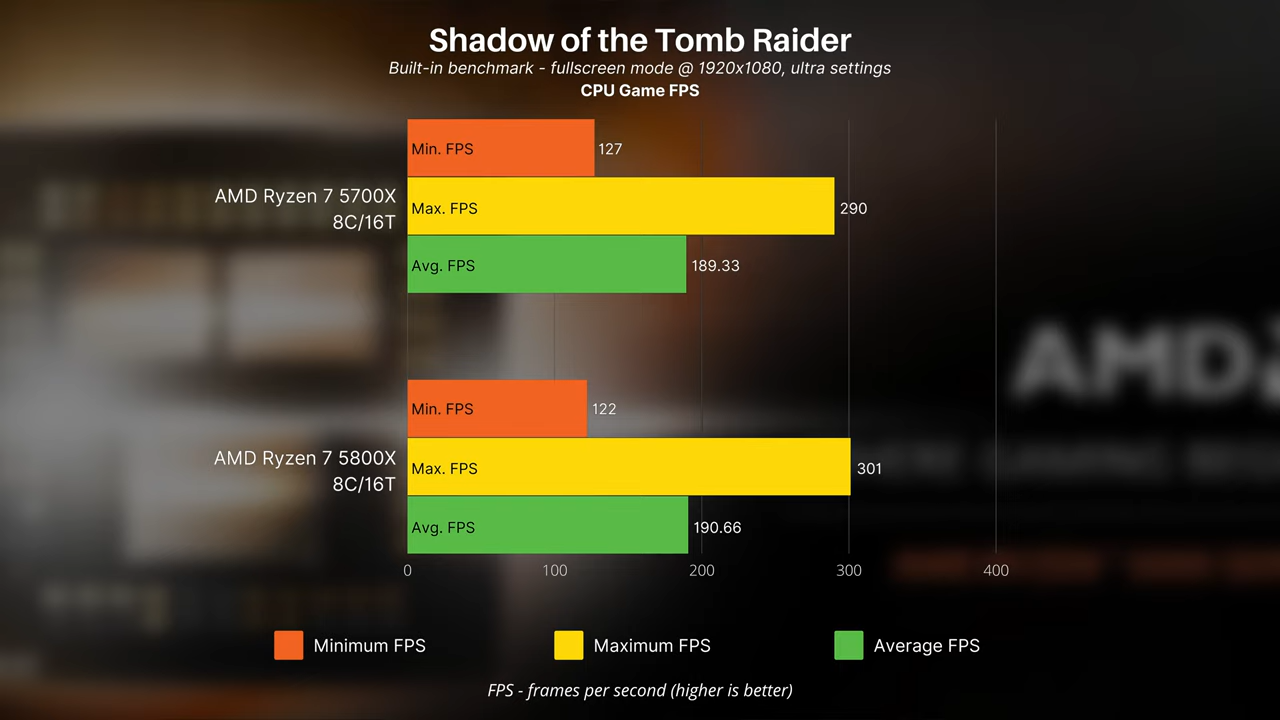 Shadow of the Tomb Raider
Built-in benchmark - fullscreen mode @ 1920x1080, ultra settings
CPU Game FPS
Min. FPS 127
AMD Ryzen 7 5700X
8C/16T
Max. FPS 290
Avg. FPS 189.33
Min. FPS 122
AMD Ryzen 7 5800X
8C/16T
Max. FPS 301
Avg. FPS 190.66
0 100 200 300 400
Minimum FPS Maximum FPS Average FPS
FPS - frames per second (higher is better)
AMD